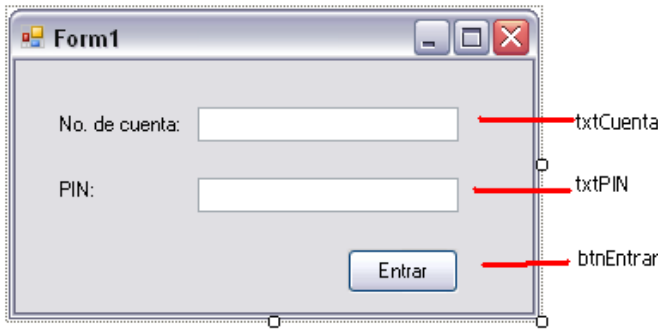 Form1
No. de cuenta:
txtCuenta
PIN:
txtPIN
Entrar
btnEntrar